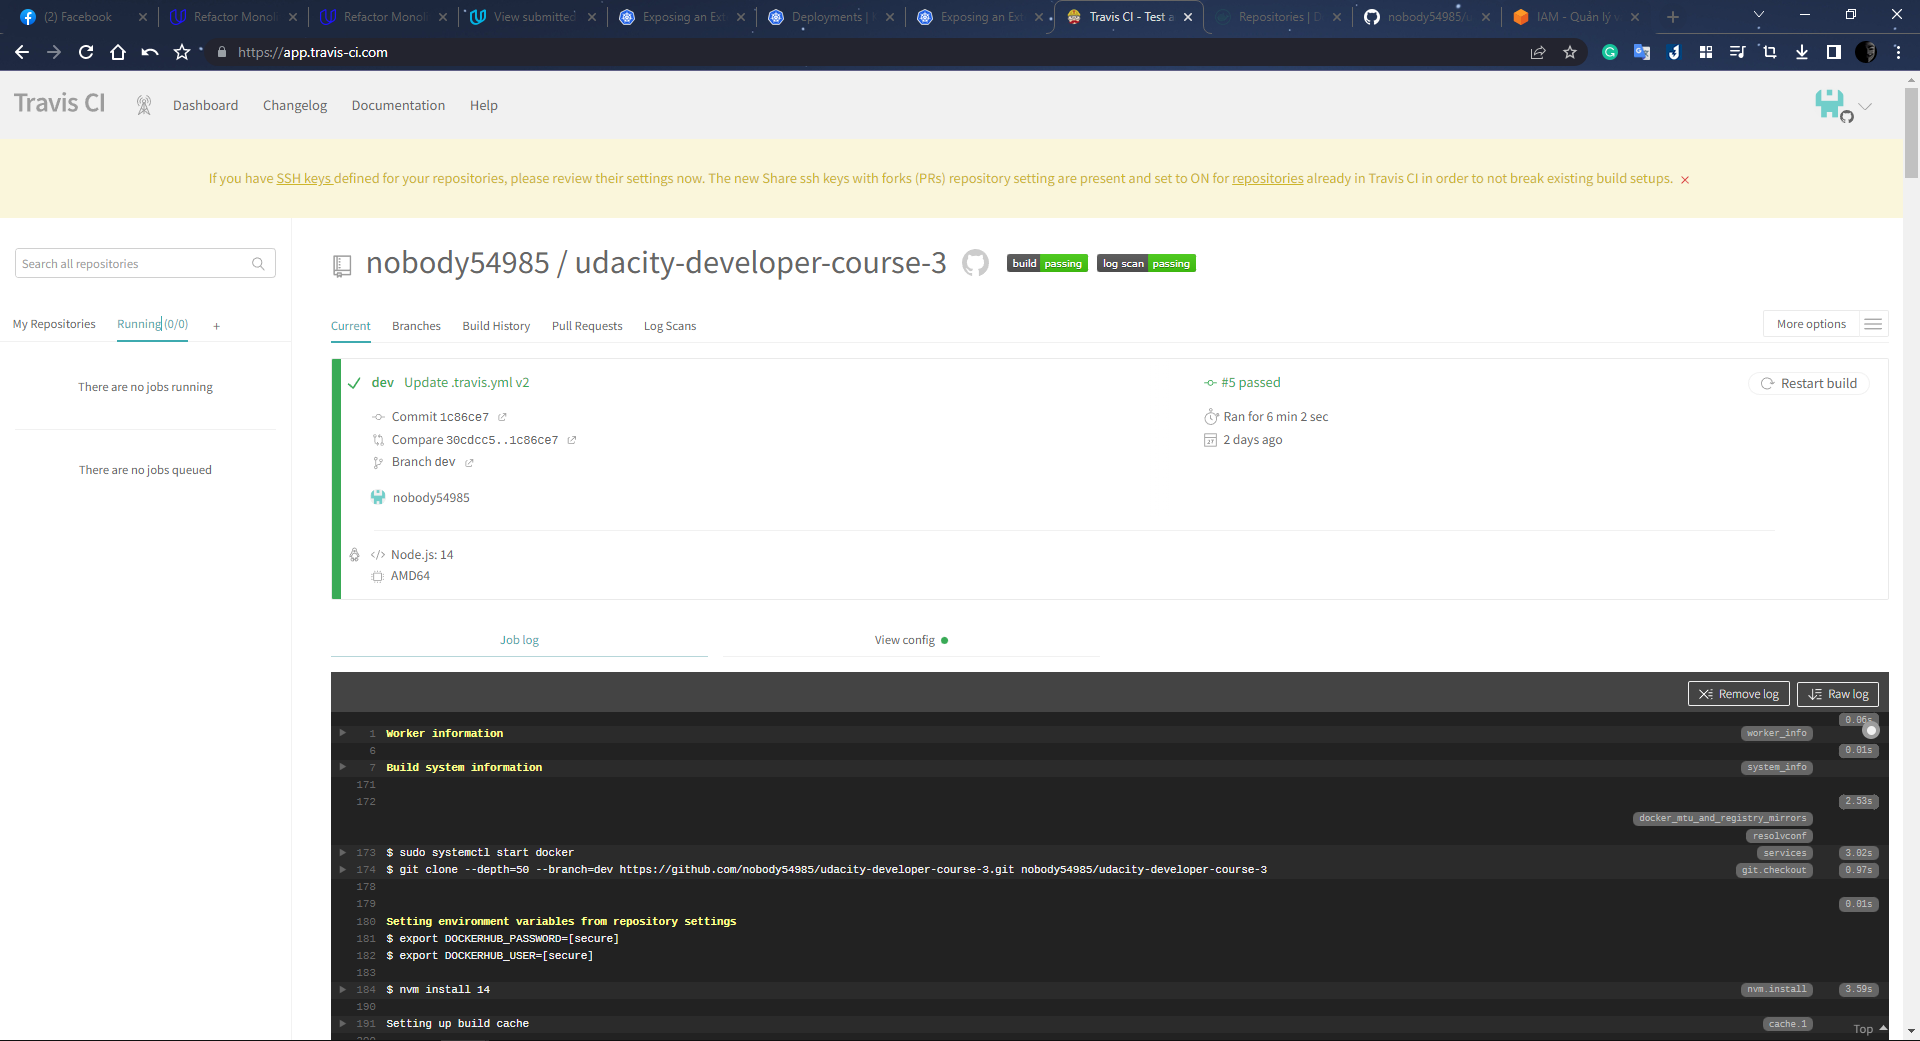 (2) Facebook
Refactor Monoli
Refactor Monoli
View submitted
Exposing an Ext
Deployments |
Exposing an Ext
Travis CI - Test a
Repositories | D
nobody54985/u
IAM - Quản lý v
https://app.travis-ci.com
Travis CI
Dashboard
Changelog
Documentation
Help
If you have SSH keys defined for your repositories, please review their settings now. The new Share ssh keys with forks (PRs) repository setting are present and set to ON for repositories already in Travis CI in order to not break existing build setups.
Search all repositories
nobody54985 / udacity-developer-course-3
build passing
log scan passing
My Repositories
Running (0/0)
+
Current
Branches
Build History
Pull Requests
Log Scans
More options
There are no jobs running
There are no jobs queued
dev Update .travis.yml v2
#5 passed
Restart build
Commit 1c86ce7
Ran for 6 min 2 sec
Compare 30cdcc5..1c86ce7
2 days ago
Branch dev
nobody54985
Node.js: 14
AMD64
Job log
View config
Remove log
Raw log
0.06s
1 Worker information worker_info
6 0.01s
7 Build system information system_info
171
172 2.53s
docker_mtu_and_registry_mirrors
resolvconf
173 $ sudo systemctl start docker services 3.02s
174 $ git clone --depth=50 --branch=dev https://github.com/nobody54985/udacity-developer-course-3.git nobody54985/udacity-developer-course-3 git.checkout 0.97s
178
179 0.01s
180 Setting environment variables from repository settings
181 $ export DOCKERHUB_PASSWORD=[secure]
182 $ export DOCKERHUB_USER=[secure]
183
184 $ nvm install 14 nvm.install 3.59s
190
191 Setting up build cache cache.1
Top